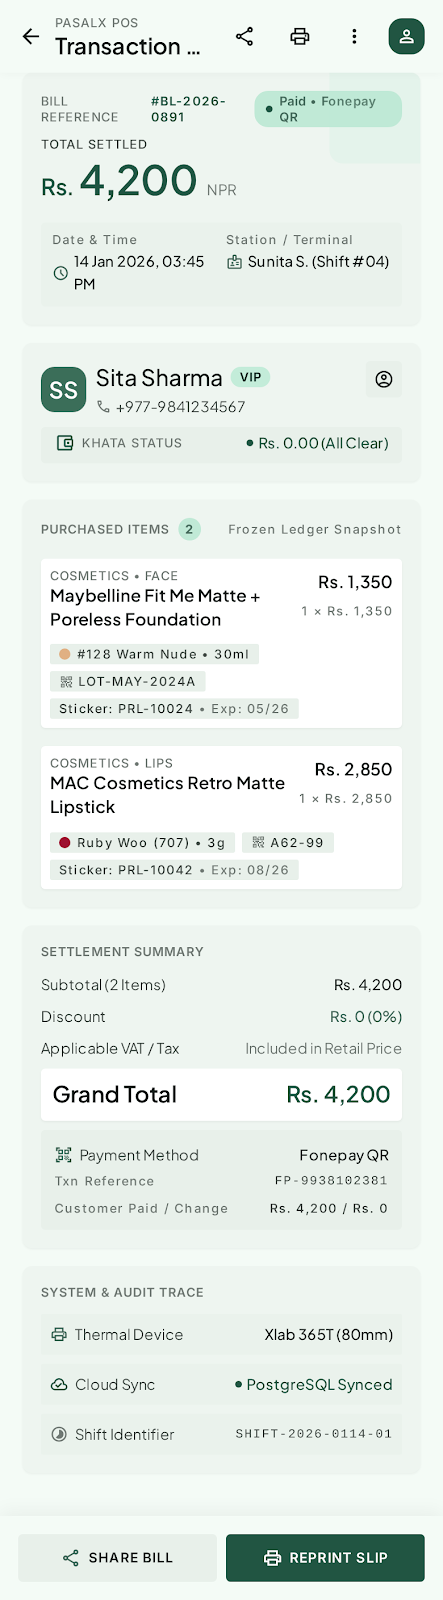 PASALX POS
Transaction ...
BILL REFERENCE #BL-2026-0891 Paid • Fonepay QR
TOTAL SETTLED
Rs. 4,200 NPR
Date & Time
14 Jan 2026, 03:45 PM
Station / Terminal
Sunita S. (Shift #04)
SS
Sita Sharma VIP
+977-9841234567
KHATA STATUS • Rs. 0.00 (All Clear)
PURCHASED ITEMS 2 Frozen Ledger Snapshot
COSMETICS • FACE
Maybelline Fit Me Matte +
Poreless Foundation
Rs. 1,350
1 × Rs. 1,350
#128 Warm Nude • 30ml
LOT-MAY-2024A
Sticker: PRL-10024 • Exp: 05/26
COSMETICS • LIPS
MAC Cosmetics Retro Matte
Lipstick
Rs. 2,850
1 × Rs. 2,850
Ruby Woo (707) • 3g A62-99
Sticker: PRL-10042 • Exp: 08/26
SETTLEMENT SUMMARY
Subtotal (2 Items) Rs. 4,200
Discount Rs. 0 (0%)
Applicable VAT / Tax Included in Retail Price
Grand Total Rs. 4,200
Payment Method Fonepay QR
Txn Reference FP-9938102381
Customer Paid / Change Rs. 4,200 / Rs. 0
SYSTEM & AUDIT TRACE
Thermal Device Xlab 365T (80mm)
Cloud Sync • PostgreSQL Synced
Shift Identifier SHIFT-2026-0114-01
SHARE BILL REPRINT SLIP